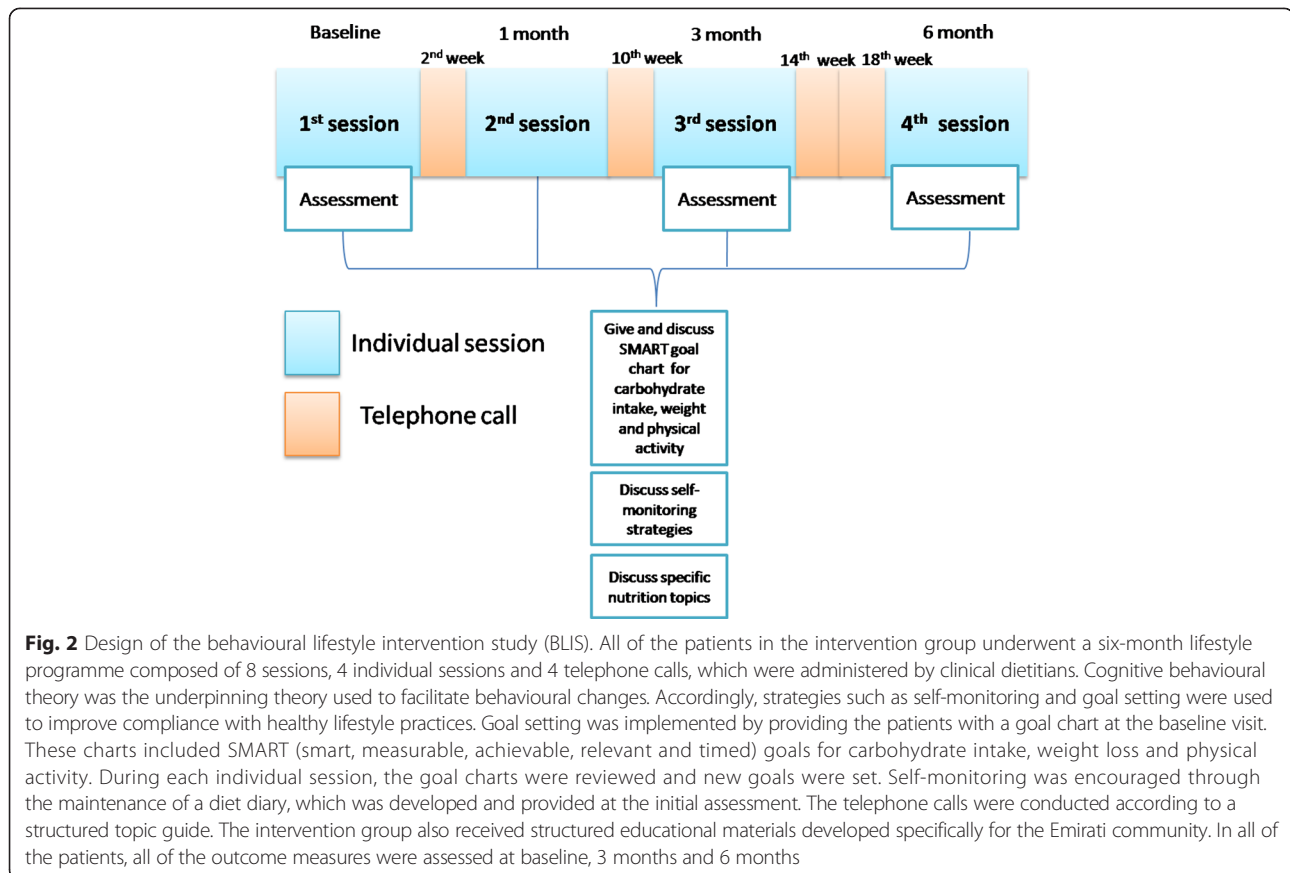 Baseline 1 month 3 month 6 month
2nd week 10th week 14th week 18th week
1st session 2nd session 3rd session 4th session
Assessment Assessment Assessment
Individual session
Telephone call
Give and discuss
SMART goal
chart for
carbohydrate
intake, weight
and physical
activity
Discuss self-
monitoring
strategies
Discuss specific
nutrition topics
Fig. 2 Design of the behavioural lifestyle intervention study (BLIS). All of the patients in the intervention group underwent a six-month lifestyle
programme composed of 8 sessions, 4 individual sessions and 4 telephone calls, which were administered by clinical dietitians. Cognitive behavioural
theory was the underpinning theory used to facilitate behavioural changes. Accordingly, strategies such as self-monitoring and goal setting were used
to improve compliance with healthy lifestyle practices. Goal setting was implemented by providing the patients with a goal chart at the baseline visit.
These charts included SMART (smart, measurable, achievable, relevant and timed) goals for carbohydrate intake, weight loss and physical
activity. During each individual session, the goal charts were reviewed and new goals were set. Self-monitoring was encouraged through
the maintenance of a diet diary, which was developed and provided at the initial assessment. The telephone calls were conducted according to a
structured topic guide. The intervention group also received structured educational materials developed specifically for the Emirati community. In all of
the patients, all of the outcome measures were assessed at baseline, 3 months and 6 months